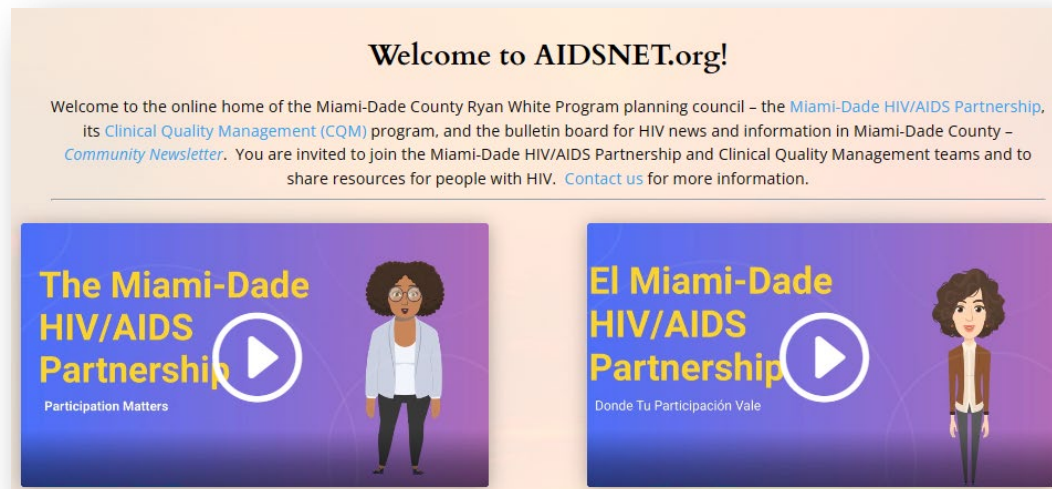 Welcome to AIDSNET.org!
Welcome to the online home of the Miami-Dade County Ryan White Program planning council – the Miami-Dade HIV/AIDS Partnership,
its Clinical Quality Management (CQM) program, and the bulletin board for HIV news and information in Miami-Dade County –
Community Newsletter.  You are invited to join the Miami-Dade HIV/AIDS Partnership and Clinical Quality Management teams and to
share resources for people with HIV.  Contact us for more information.
The Miami-Dade
HIV/AIDS
Partnership
Participation Matters
El Miami-Dade
HIV/AIDS
Partnership
Donde Tu Participación Vale